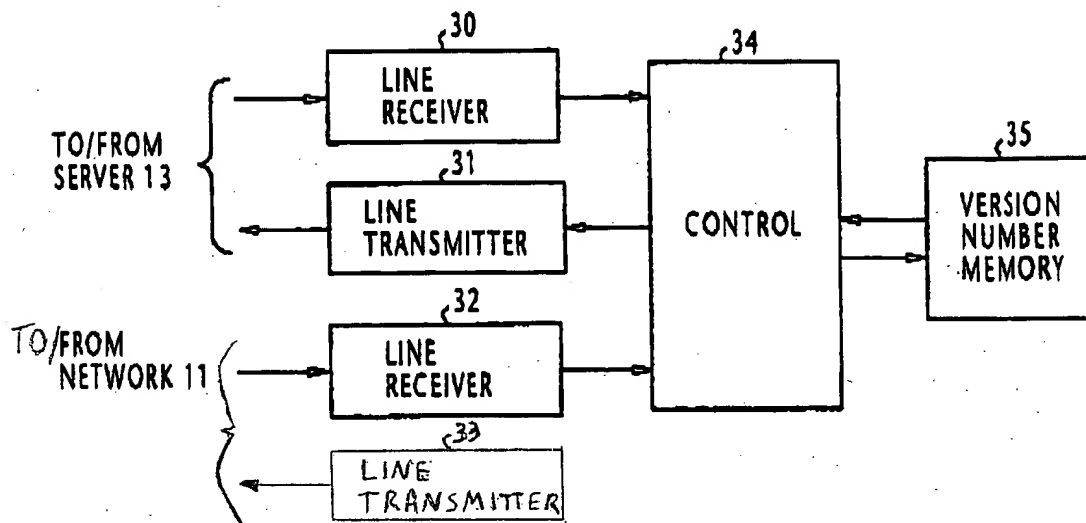 30
LINE
RECEIVER
34
CONTROL
TO/FROM
SERVER 13
31
LINE
TRANSMITTER
35
VERSION
NUMBER
MEMORY
32
TO/FROM
NETWORK 11
LINE
RECEIVER
33
LINE
TRANSMITTER